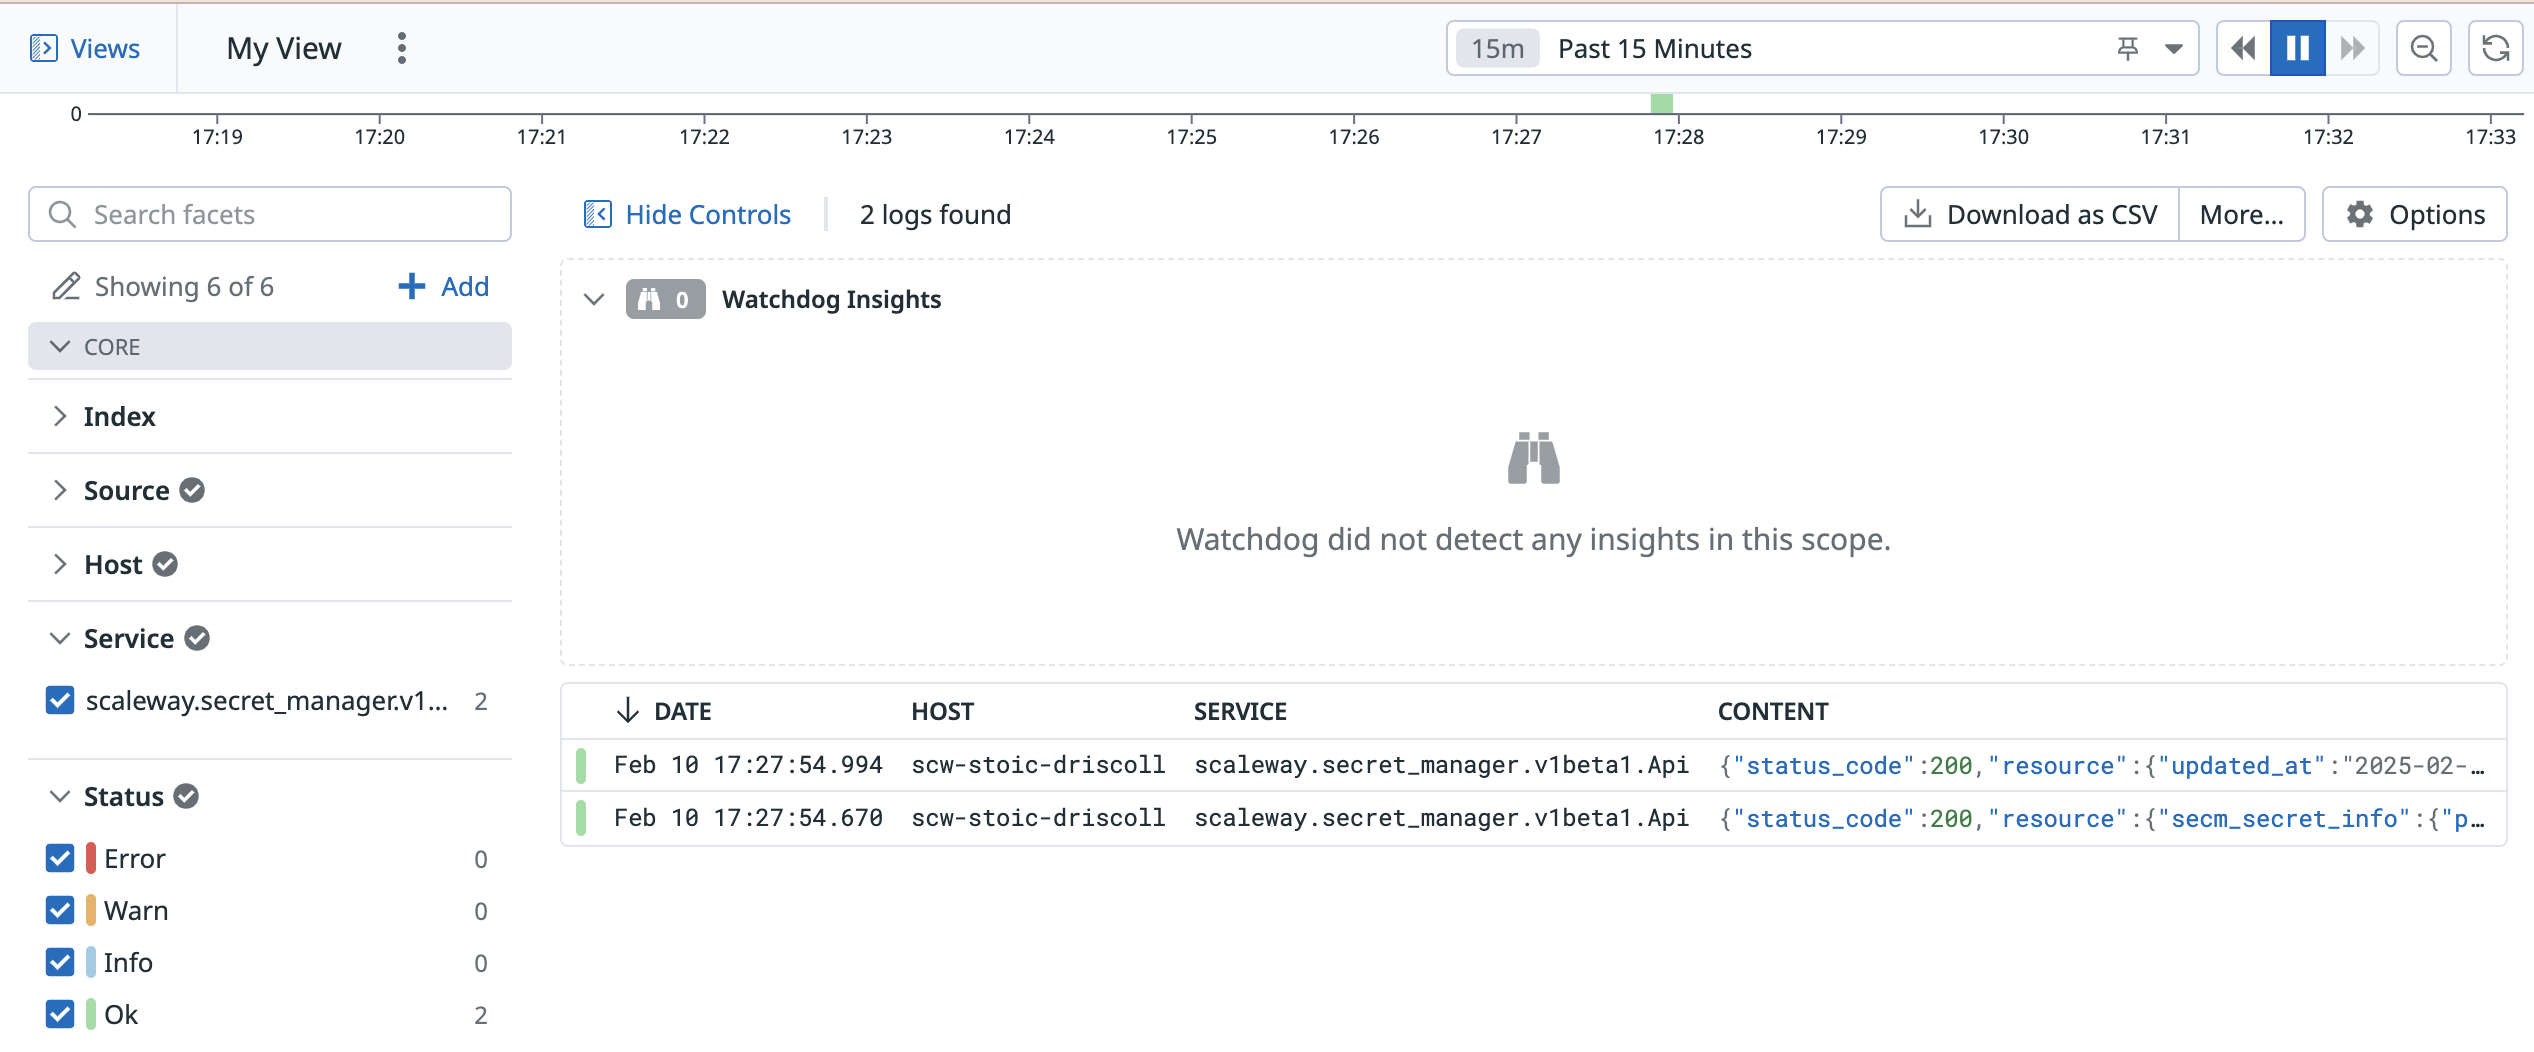 Views
My View
15m Past 15 Minutes
0
17:19 17:20 17:21 17:22 17:23 17:24 17:25 17:26 17:27 17:28 17:29 17:30 17:31 17:32 17:33
Search facets
Showing 6 of 6
Add
CORE
Index
Source
Host
Service
scaleway.secret_manager.v1... 2
Status
Error 0
Warn 0
Info 0
Ok 2
Hide Controls
2 logs found
Download as CSV
More...
Options
0 Watchdog Insights
Watchdog did not detect any insights in this scope.
DATE HOST SERVICE CONTENT
Feb 10 17:27:54.994 scw-stoic-driscoll scaleway.secret_manager.v1beta1.Api {"status_code":200,"resource":{"updated_at":"2025-02-…
Feb 10 17:27:54.670 scw-stoic-driscoll scaleway.secret_manager.v1beta1.Api {"status_code":200,"resource":{"secm_secret_info":{"p…